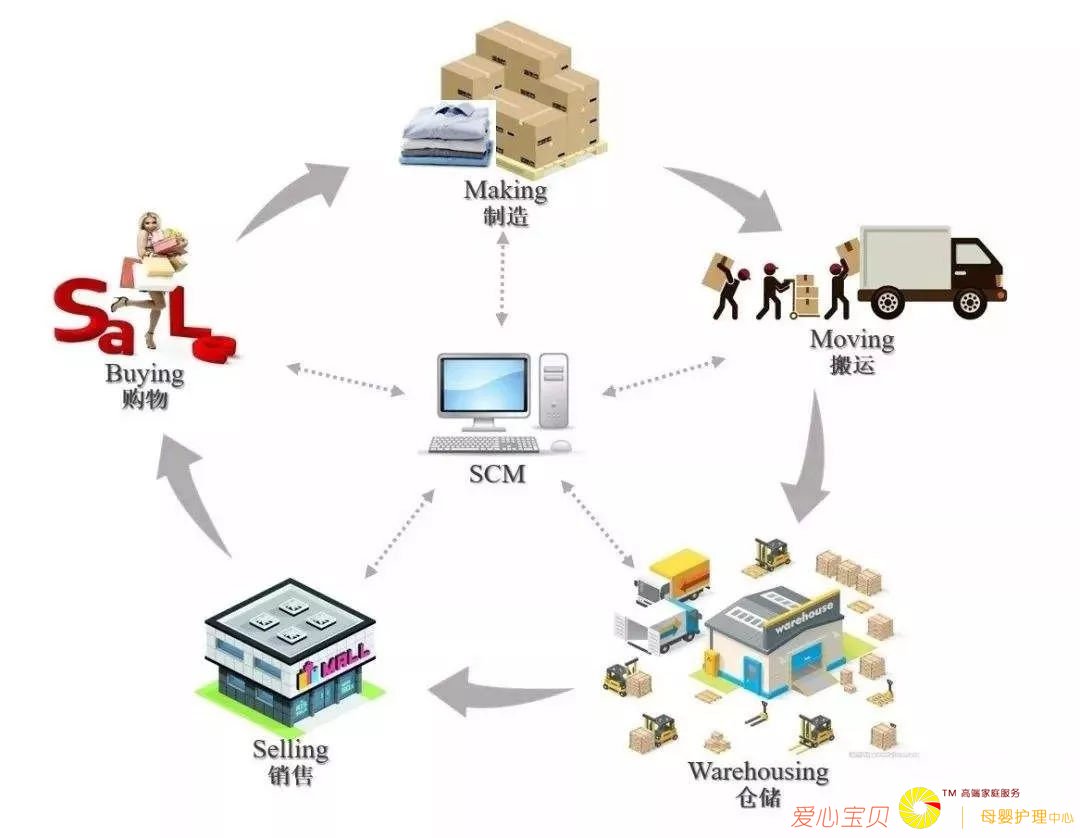 Making
制造
Moving
搬运
SaLe
Buying
购物
SCM
warehouse
MALL
Selling
销售
Warehousing
仓储
爱心宝贝
TM 高端家庭服务
母婴护理中心